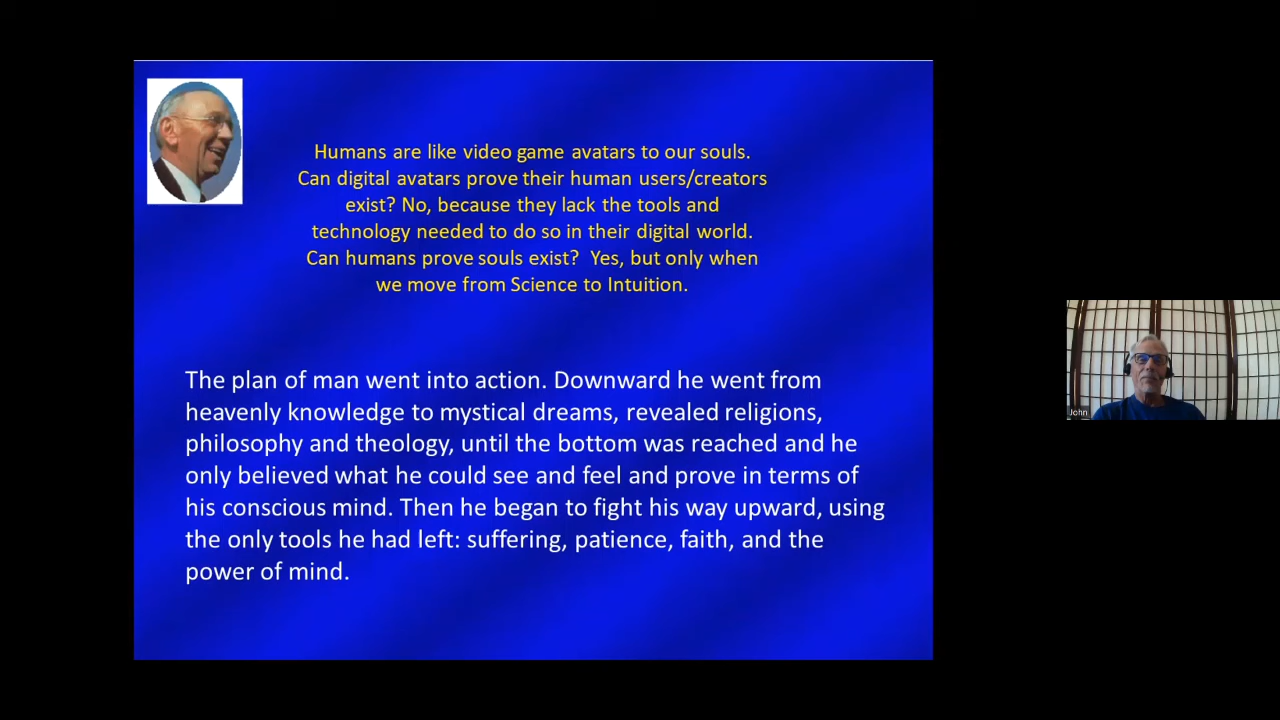 Humans are like video game avatars to our souls.
Can digital avatars prove their human users/creators
exist? No, because they lack the tools and
technology needed to do so in their digital world.
Can humans prove souls exist? Yes, but only when
we move from Science to Intuition.
The plan of man went into action. Downward he went from
heavenly knowledge to mystical dreams, revealed religions,
philosophy and theology, until the bottom was reached and he
only believed what he could see and feel and prove in terms of
his conscious mind. Then he began to fight his way upward, using
the only tools he had left: suffering, patience, faith, and the
power of mind.
John